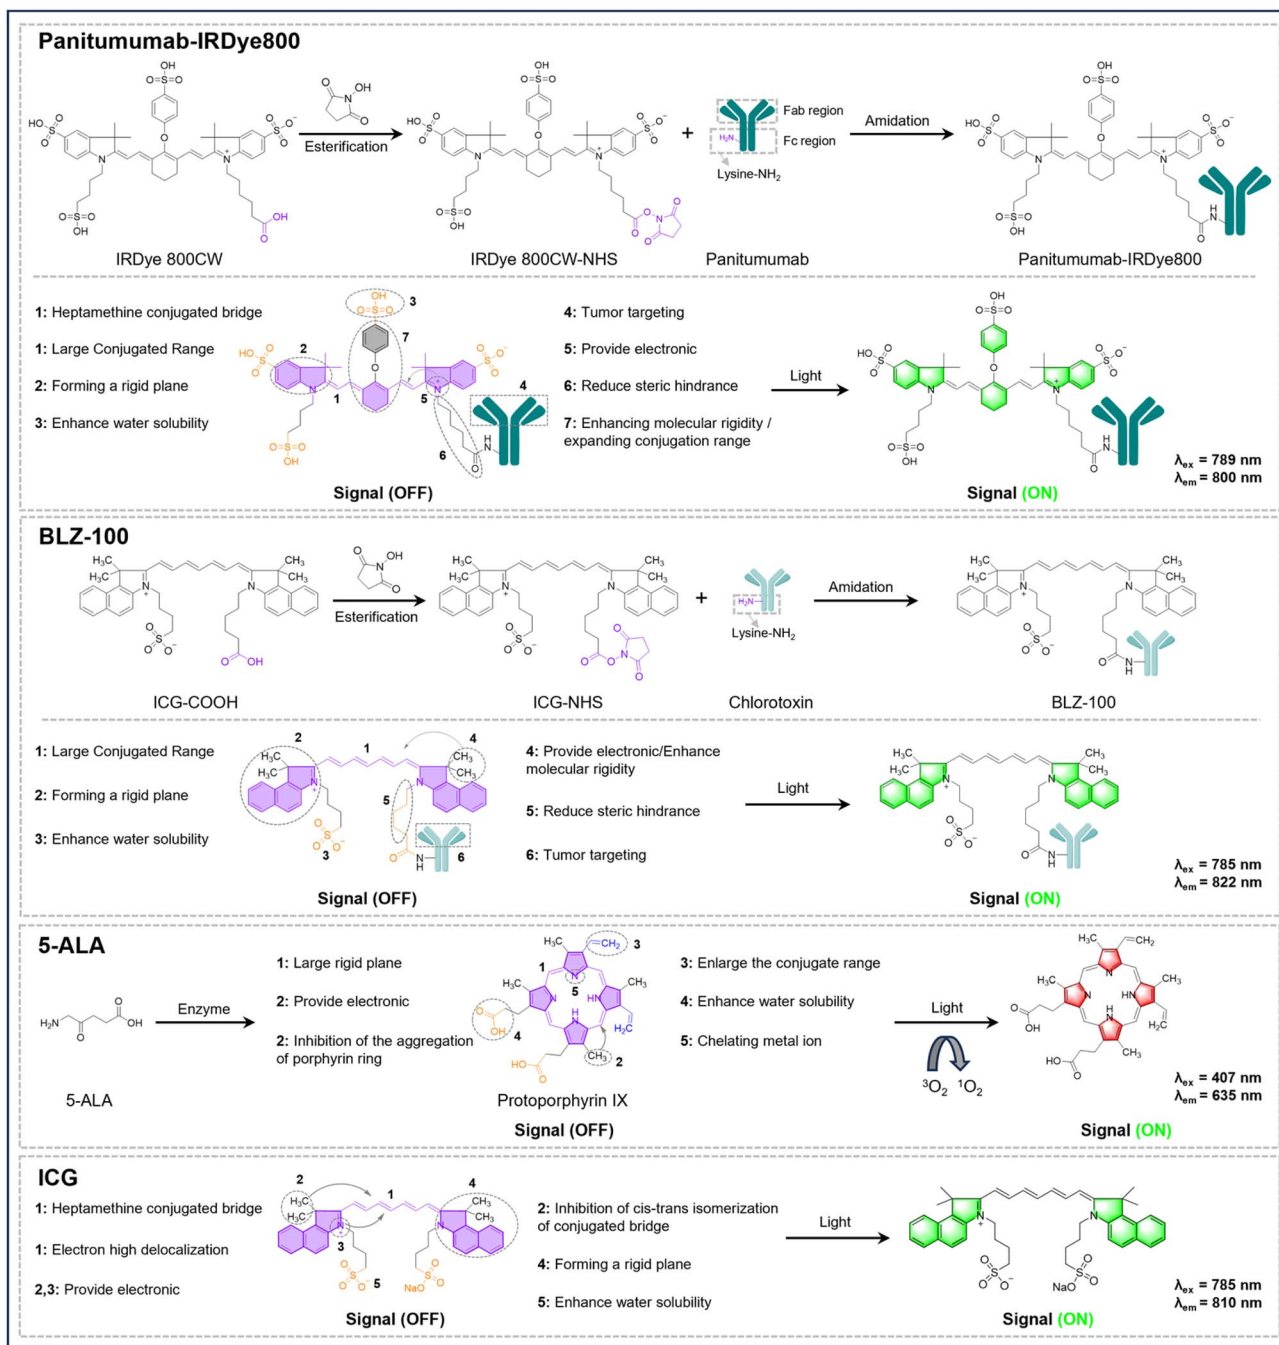 Panitumumab-IRDye800
Esterification
Fab region
Fc region
H₂N
Lysine-NH₂
Amidation
IRDye 800CW
IRDye 800CW-NHS
Panitumumab
Panitumumab-IRDye800
1: Heptamethine conjugated bridge
1: Large Conjugated Range
2: Forming a rigid plane
3: Enhance water solubility
4: Tumor targeting
5: Provide electronic
6: Reduce steric hindrance
7: Enhancing molecular rigidity /
expanding conjugation range
Light
Signal (OFF)
Signal (ON)
λex = 789 nm
λem = 800 nm
BLZ-100
Esterification
H₂N
Lysine-NH₂
Amidation
ICG-COOH
ICG-NHS
Chlorotoxin
BLZ-100
1: Large Conjugated Range
2: Forming a rigid plane
3: Enhance water solubility
4: Provide electronic/Enhance
molecular rigidity
5: Reduce steric hindrance
6: Tumor targeting
Light
Signal (OFF)
Signal (ON)
λex = 785 nm
λem = 822 nm
5-ALA
Enzyme
5-ALA
1: Large rigid plane
2: Provide electronic
2: Inhibition of the aggregation
of porphyrin ring
Protoporphyrin IX
Signal (OFF)
3: Enlarge the conjugate range
4: Enhance water solubility
5: Chelating metal ion
Light
³O₂ ¹O₂
Signal (ON)
λex = 407 nm
λem = 635 nm
ICG
1: Heptamethine conjugated bridge
1: Electron high delocalization
2,3: Provide electronic
2: Inhibition of cis-trans isomerization
of conjugated bridge
4: Forming a rigid plane
5: Enhance water solubility
Light
Signal (OFF)
Signal (ON)
λex = 785 nm
λem = 810 nm